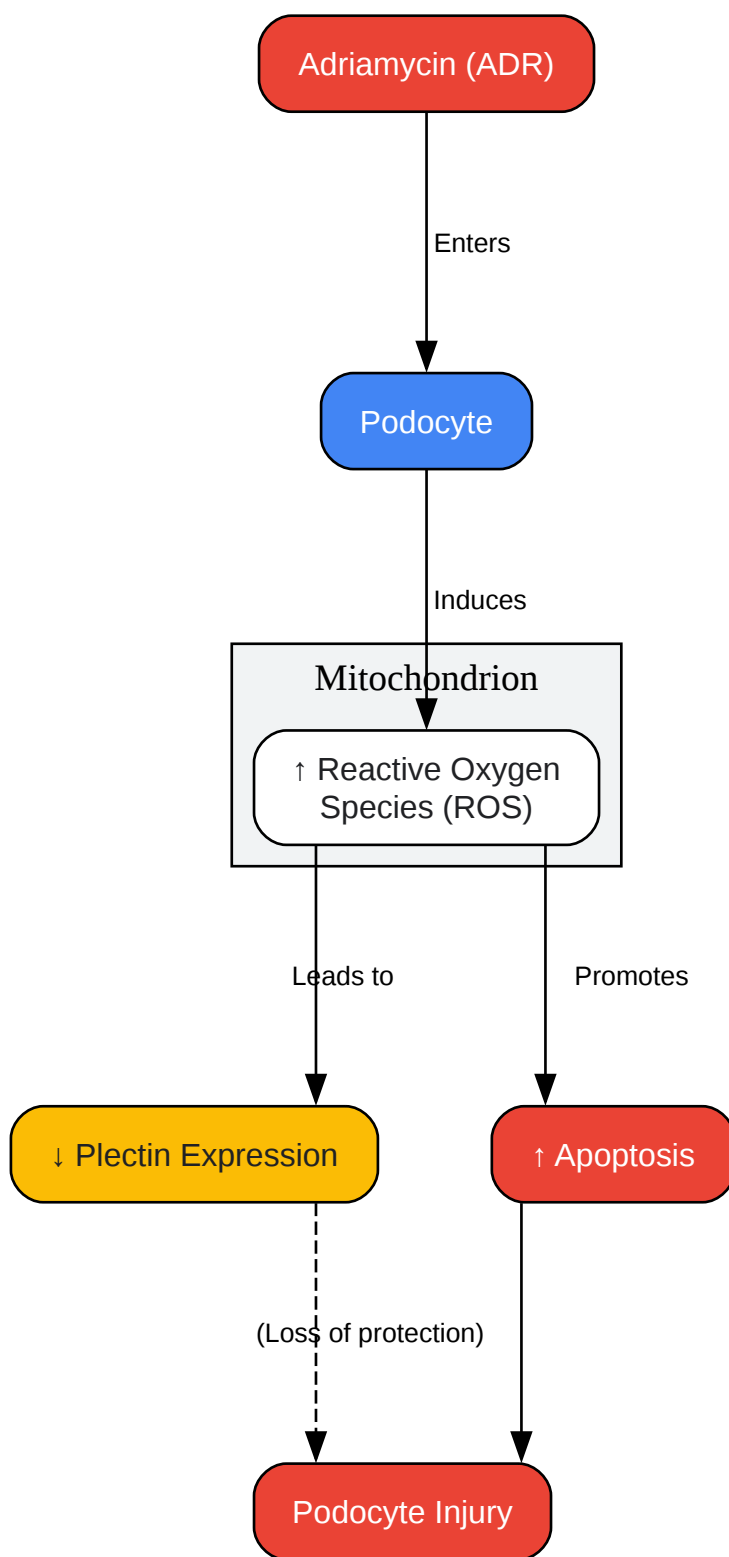 Adriamycin (ADR)
Enters
Podocyte
Induces
Mitochondrion
↑ Reactive Oxygen
Species (ROS)
Leads to
Promotes
↓ Plectin Expression
↑ Apoptosis
(Loss of protection)
Podocyte Injury